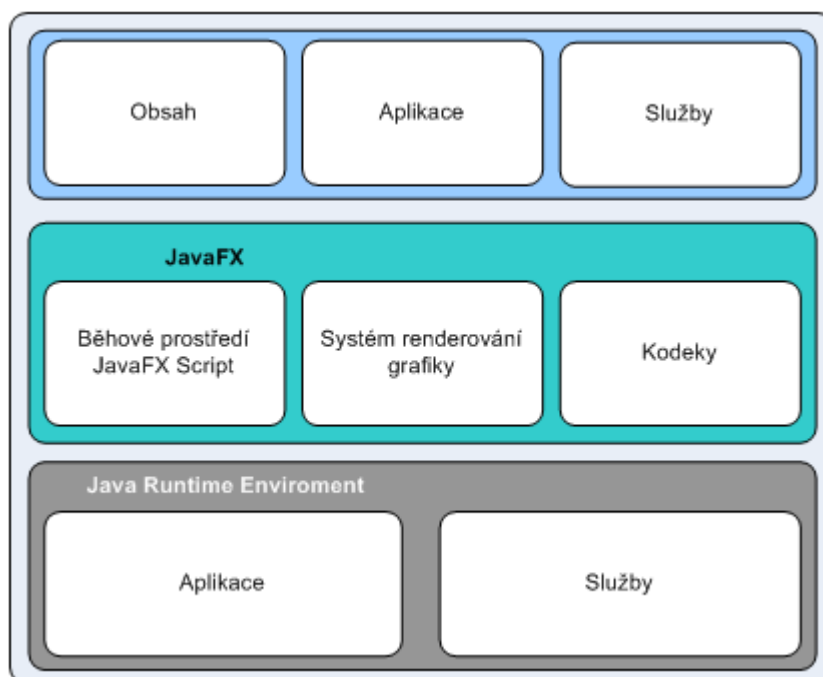 Obsah
Aplikace
Služby
JavaFX
Běhové prostředí
JavaFX Script
Systém renderování
grafiky
Kodeky
Java Runtime Enviroment
Aplikace
Služby